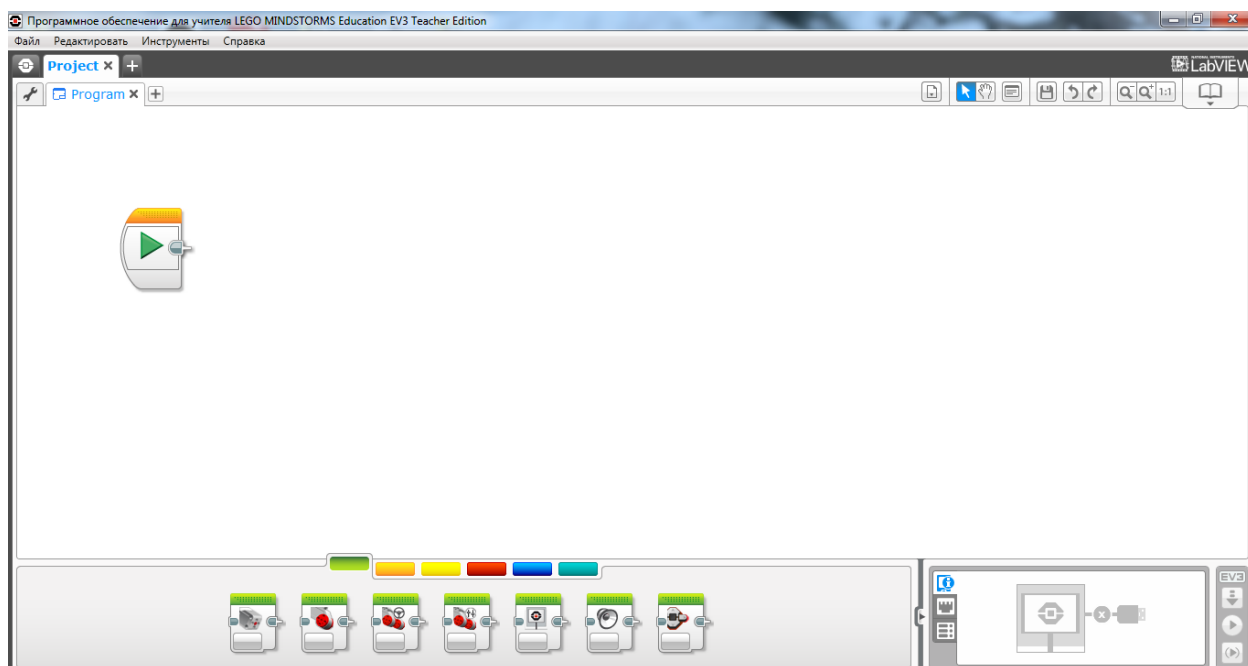 Программное обеспечение для учителя LEGO MINDSTORMS Education EV3 Teacher Edition
Файл Редактировать Инструменты Справка
Project
LabVIEW
Program
1:1
EV3